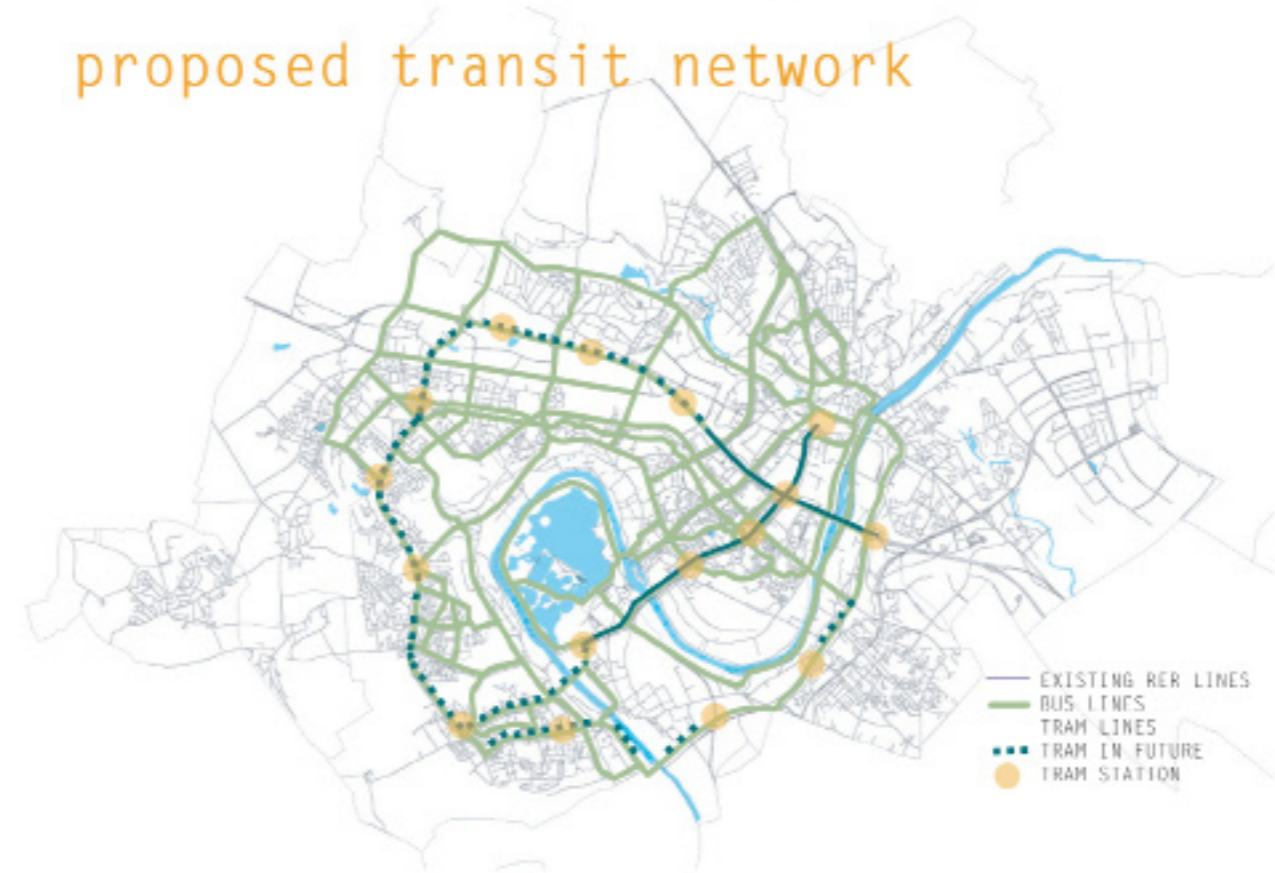 proposed transit network
EXISTING RER LINES
BUS LINES
TRAM LINES
TRAM IN FUTURE
TRAM STATION